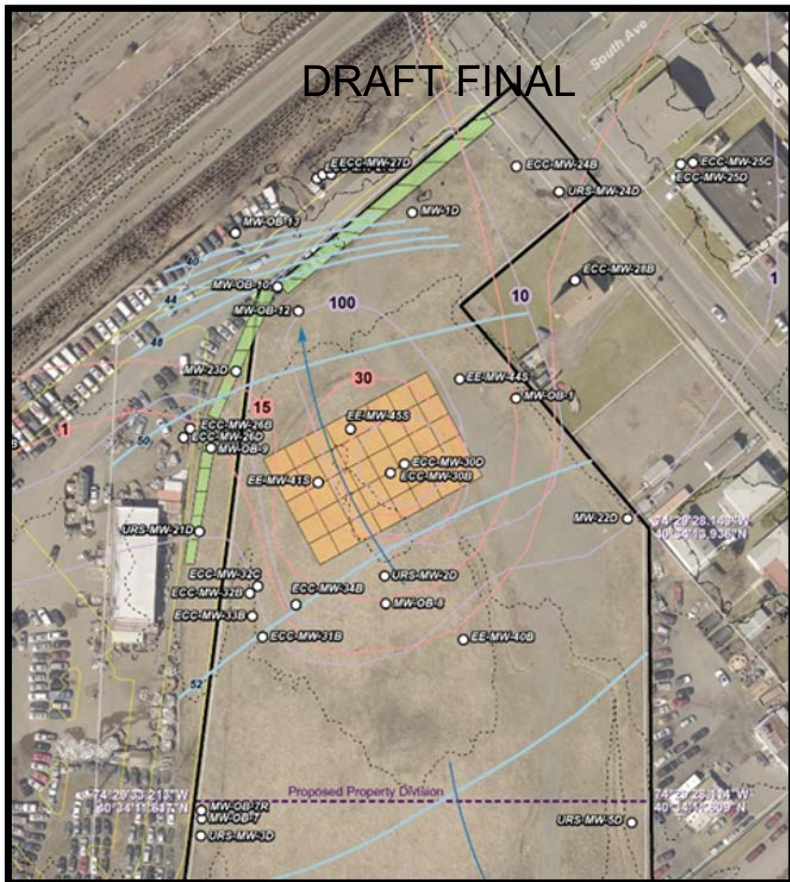 DRAFT FINAL
South Ave
ECC-MW-27D
ECC-MW-24B
ECC-MW-25C
ECC-MW-25D
URS-MW-24D
MW-1D
MW-OB-13
40
44
48
MW-OB-10
ECC-MW-28B
1
10
100
MW-OB-12
MW-23D
30
EE-MW-44S
MW-OB-1
15
1
ECC-MW-26B
ECC-MW-26D
50
MW-OB-9
EE-MW-45S
ECC-MW-30D
ECC-MW-30B
EE-MW-41S
MW-22D
URS-MW-21D
ECC-MW-32C
ECC-MW-32B
ECC-MW-34B
URS-MW-2D
MW-OB-8
ECC-MW-33B
ECC-MW-31B
EE-MW-40B
52
Proposed Property Division
MW-OB-7R
MW-OB-7
URS-MW-3D
URS-MW-5D